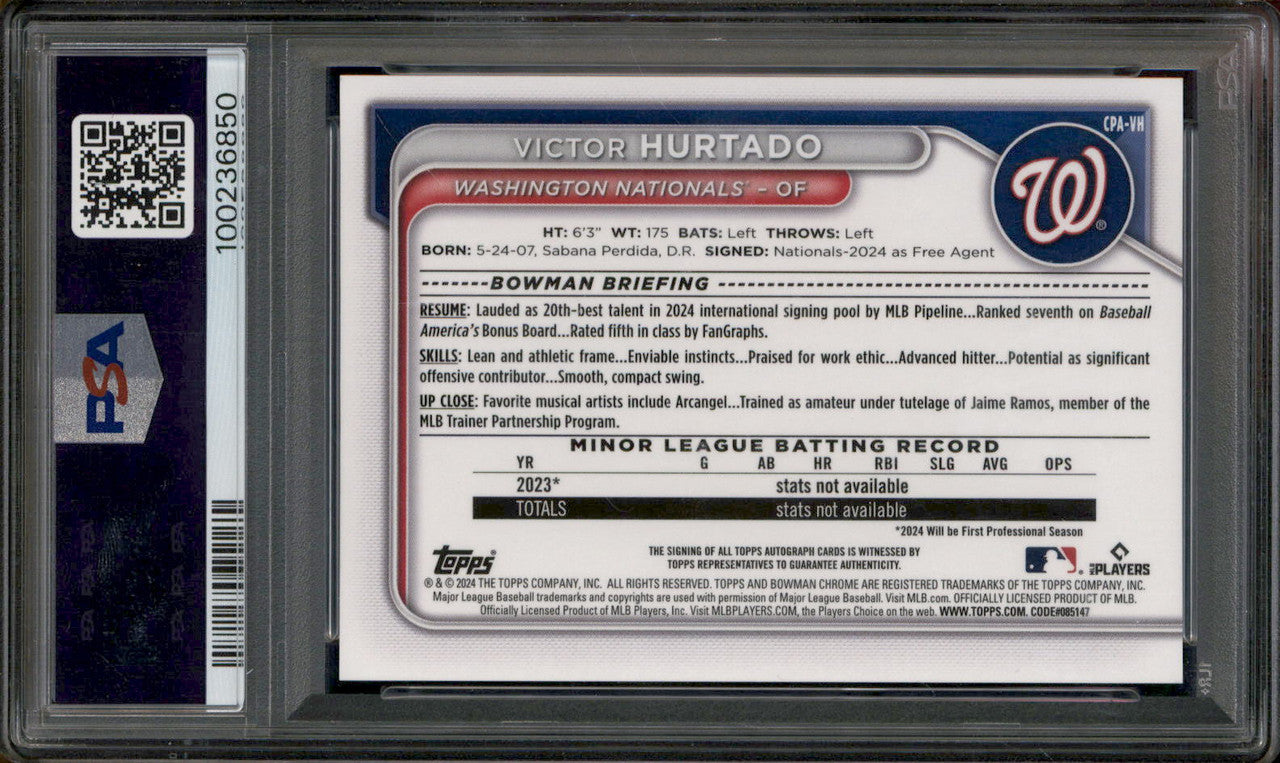 100236850
PSA
CPA-VH
VICTOR HURTADO
WASHINGTON NATIONALS® - OF
W®
HT: 6'3" WT: 175 BATS: Left THROWS: Left
BORN: 5-24-07, Sabana Perdida, D.R. SIGNED: Nationals-2024 as Free Agent
-------BOWMAN BRIEFING --------------------------------------------
RESUME: Lauded as 20th-best talent in 2024 international signing pool by MLB Pipeline...Ranked seventh on Baseball
America's Bonus Board...Rated fifth in class by FanGraphs.
SKILLS: Lean and athletic frame...Enviable instincts...Praised for work ethic...Advanced hitter...Potential as significant
offensive contributor...Smooth, compact swing.
UP CLOSE: Favorite musical artists include Arcangel...Trained as amateur under tutelage of Jaime Ramos, member of the
MLB Trainer Partnership Program.
MINOR LEAGUE BATTING RECORD
YR G AB HR RBI SLG AVG OPS
2023* stats not available
TOTALS stats not available
*2024 Will be First Professional Season
Topps®
THE SIGNING OF ALL TOPPS AUTOGRAPH CARDS IS WITNESSED BY
TOPPS REPRESENTATIVES TO GUARANTEE AUTHENTICITY.
MLB PLAYERS
® & © 2024 THE TOPPS COMPANY, INC. ALL RIGHTS RESERVED. TOPPS AND BOWMAN CHROME ARE REGISTERED TRADEMARKS OF THE TOPPS COMPANY, INC.
Major League Baseball trademarks and copyrights are used with permission of Major League Baseball. Visit MLB.com. OFFICIALLY LICENSED PRODUCT OF MLB.
Officially Licensed Product of MLB Players, Inc. Visit MLBPLAYERS.COM, the Players Choice on the web. WWW.TOPPS.COM. CODE#085147